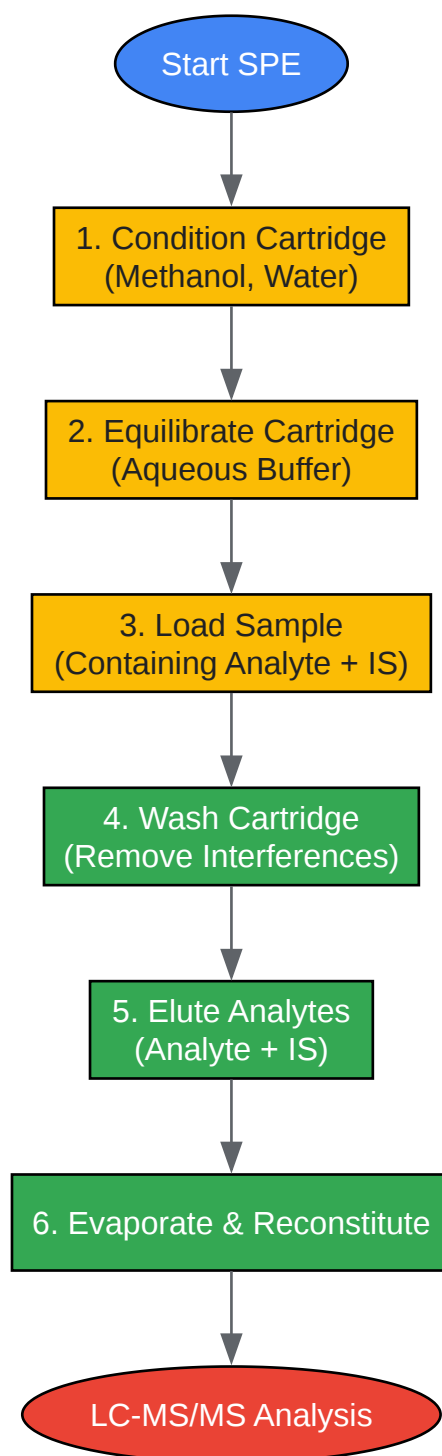 Start SPE
1. Condition Cartridge
(Methanol, Water)
2. Equilibrate Cartridge
(Aqueous Buffer)
3. Load Sample
(Containing Analyte + IS)
4. Wash Cartridge
(Remove Interferences)
5. Elute Analytes
(Analyte + IS)
6. Evaporate & Reconstitute
LC-MS/MS Analysis